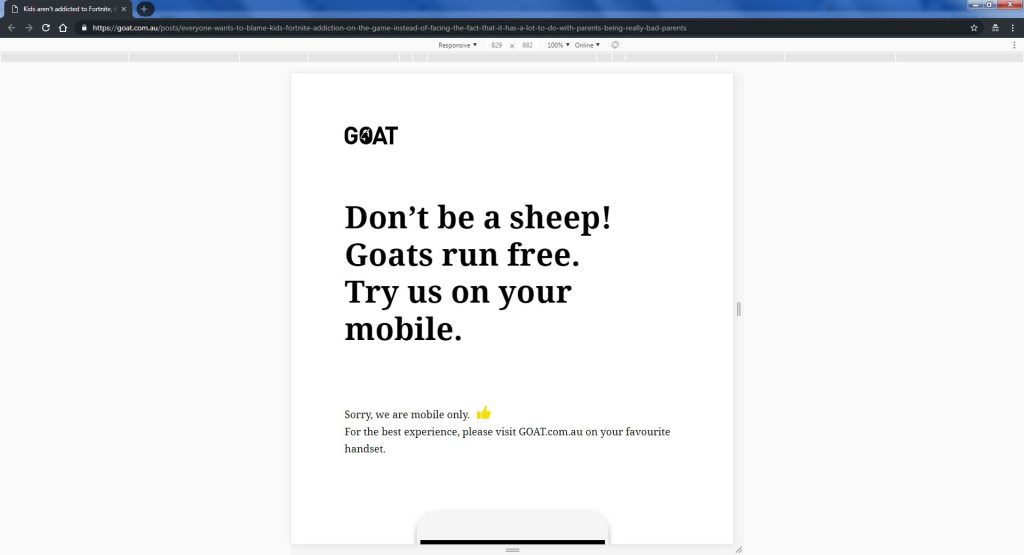 Kids aren't addicted to Fortnite,
https://goat.com.au/posts/everyone-wants-to-blame-kids-fortnite-addiction-on-the-game-instead-of-facing-the-fact-that-it-has-a-lot-to-do-with-parents-being-really-bad-parents
Responsive ▼ 829 × 882 100% ▼ Online ▼
GOAT
Don’t be a sheep!
Goats run free.
Try us on your
mobile.
Sorry, we are mobile only.
For the best experience, please visit GOAT.com.au on your favourite
handset.